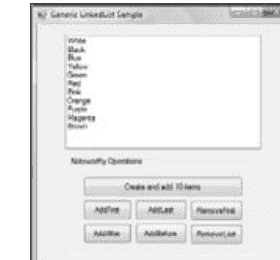 Generic LinkedList Sample
White
Black
Blue
Yellow
Green
Red
Pink
Orange
Purple
Magenta
Brown
Noteworthy Operations
Create and add 10 items
AddFirst
AddLast
RemoveFirst
AddAfter
AddBefore
RemoveLast